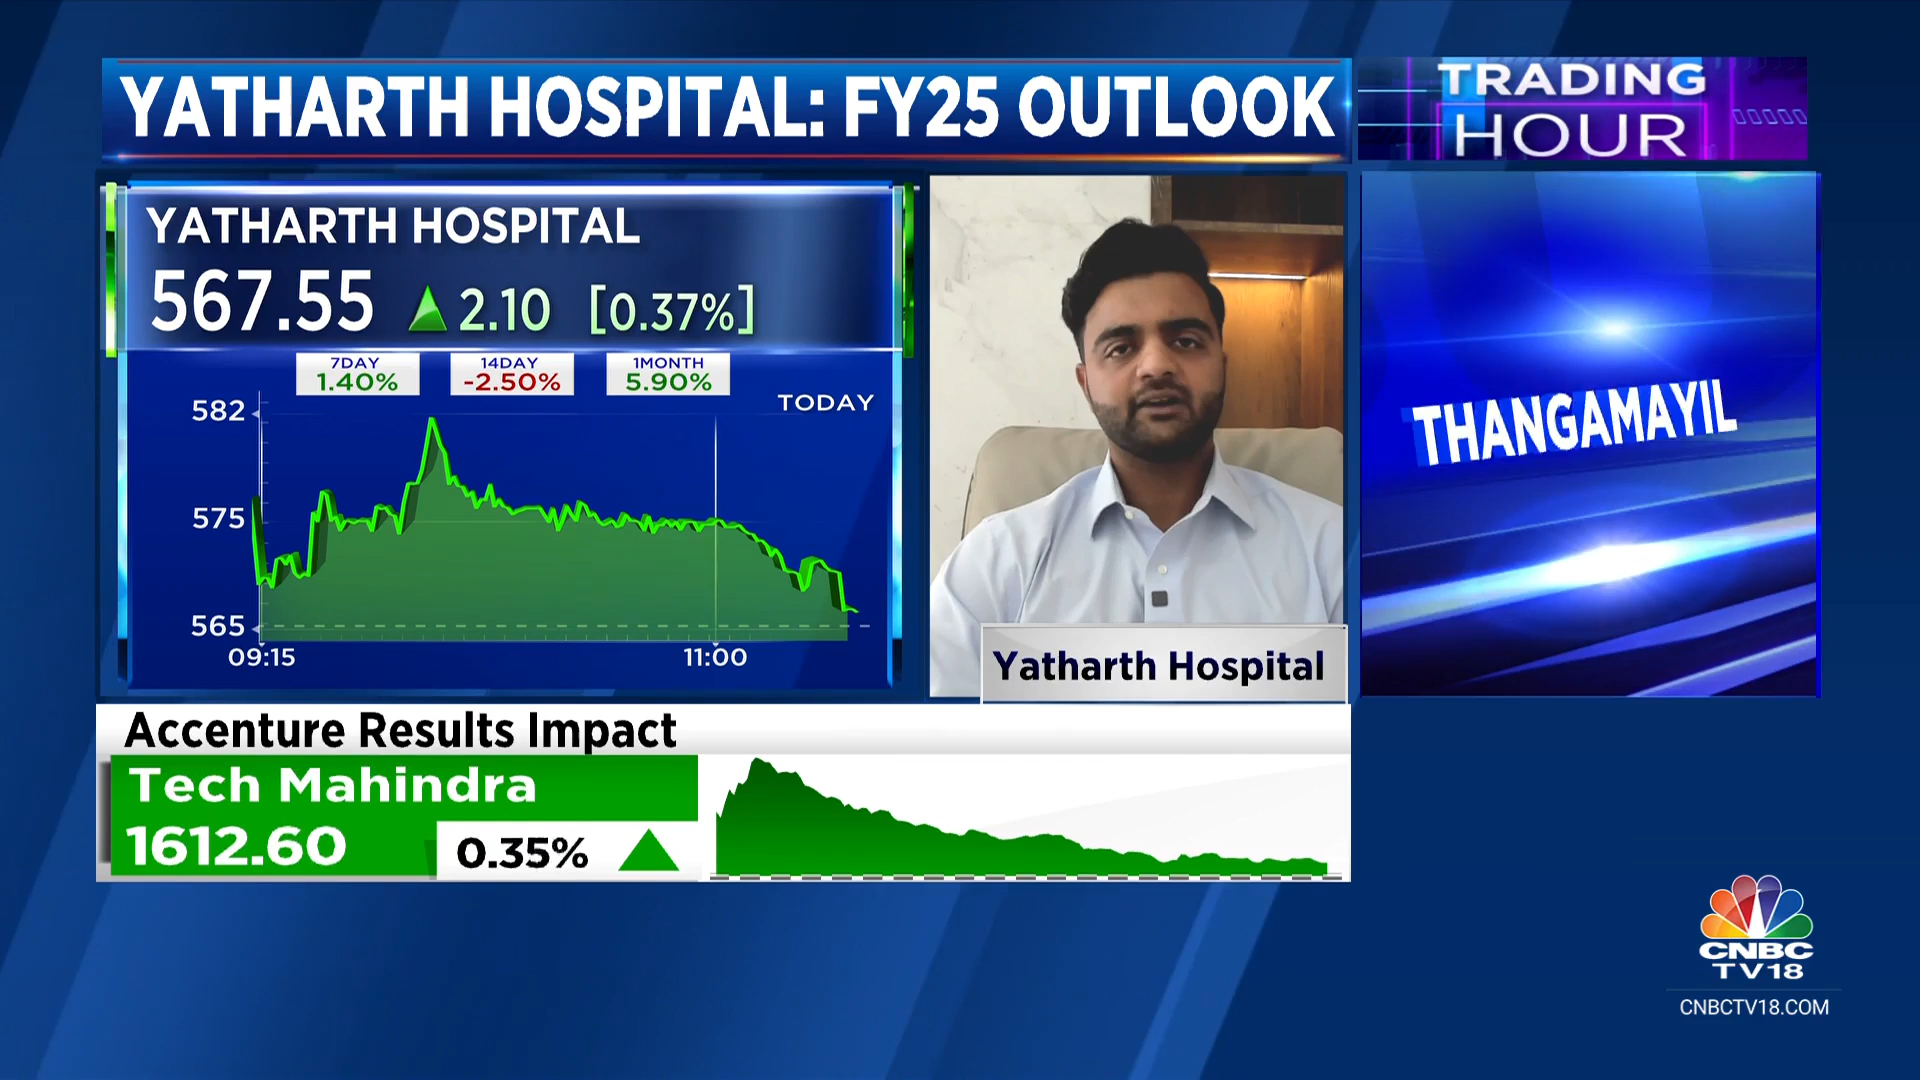 YATHARTH HOSPITAL: FY25 OUTLOOK
TRADING
HOUR
YATHARTH HOSPITAL
567.55 ▲ 2.10 [0.37%]
7DAY
1.40%
14DAY
-2.50%
1MONTH
5.90%
TODAY
582
575
565
09:15
11:00
Yatharth Hospital
THANGAMAYIL
Accenture Results Impact
Tech Mahindra
1612.60
0.35% ▲
CNBC
TV18
CNBCTV18.COM